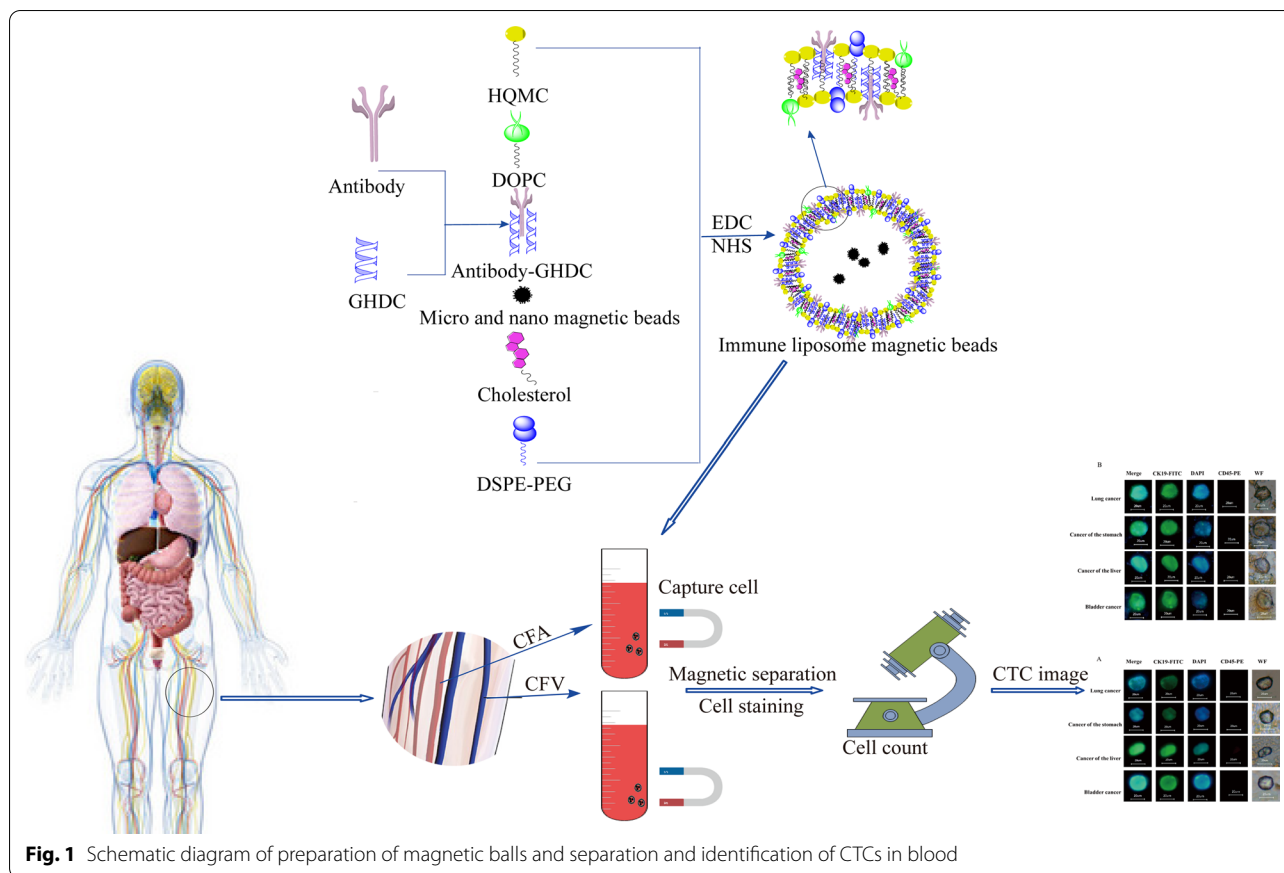 HQMC
DOPC
Antibody
GHDC
Antibody-GHDC
Micro and nano magnetic beads
Cholesterol
DSPE-PEG
EDC
NHS
Immune liposome magnetic beads
CFA
CFV
Capture cell
Magnetic separation
Cell staining
Cell count
CTC image
B
Merge CK19-FITC DAPI CD45-PE WF
Lung cancer
Cancer of the stomach
Cancer of the liver
Bladder cancer
A
Merge CK19-FITC DAPI CD45-PE WF
Lung cancer
Cancer of the stomach
Cancer of the liver
Bladder cancer
Fig. 1 Schematic diagram of preparation of magnetic balls and separation and identification of CTCs in blood